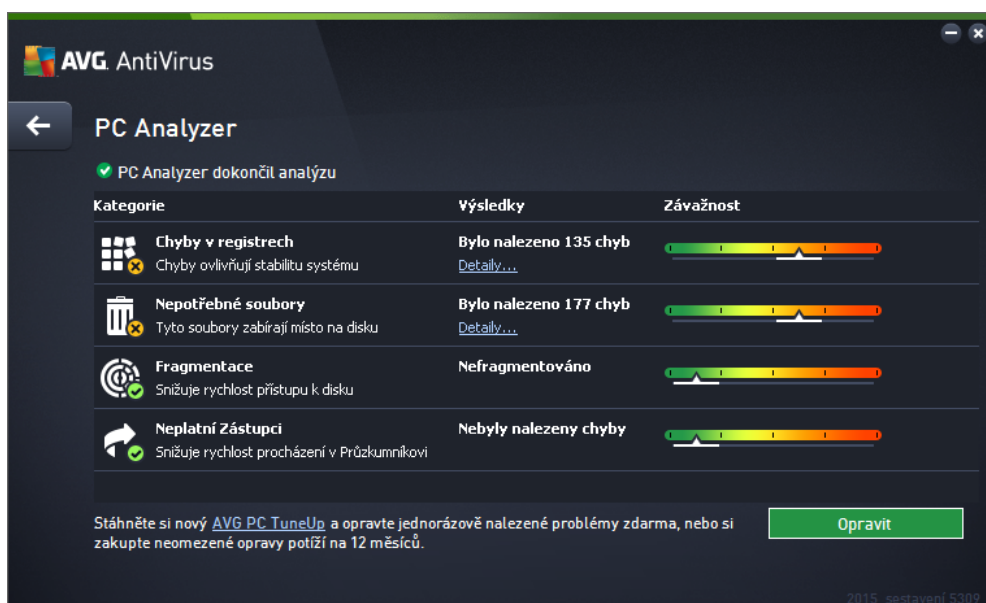 AVG. AntiVirus
PC Analyzer
PC Analyzer dokončil analýzu
Kategorie Výsledky Závažnost
Chyby v registrech Bylo nalezeno 135 chyb
Chyby ovlivňují stabilitu systému Detaily...
Nepotřebné soubory Bylo nalezeno 177 chyb
Tyto soubory zabírají místo na disku Detaily...
Fragmentace Nefragmentováno
Snižuje rychlost přístupu k disku
Neplatní Zástupci Nebyly nalezeny chyby
Snižuje rychlost procházení v Průzkumníkovi
Stáhněte si nový AVG PC TuneUp a opravte jednorázově nalezené problémy zdarma, nebo si Opravit
zakupte neomezené opravy potíží na 12 měsíců.
2015, sestavení 5309